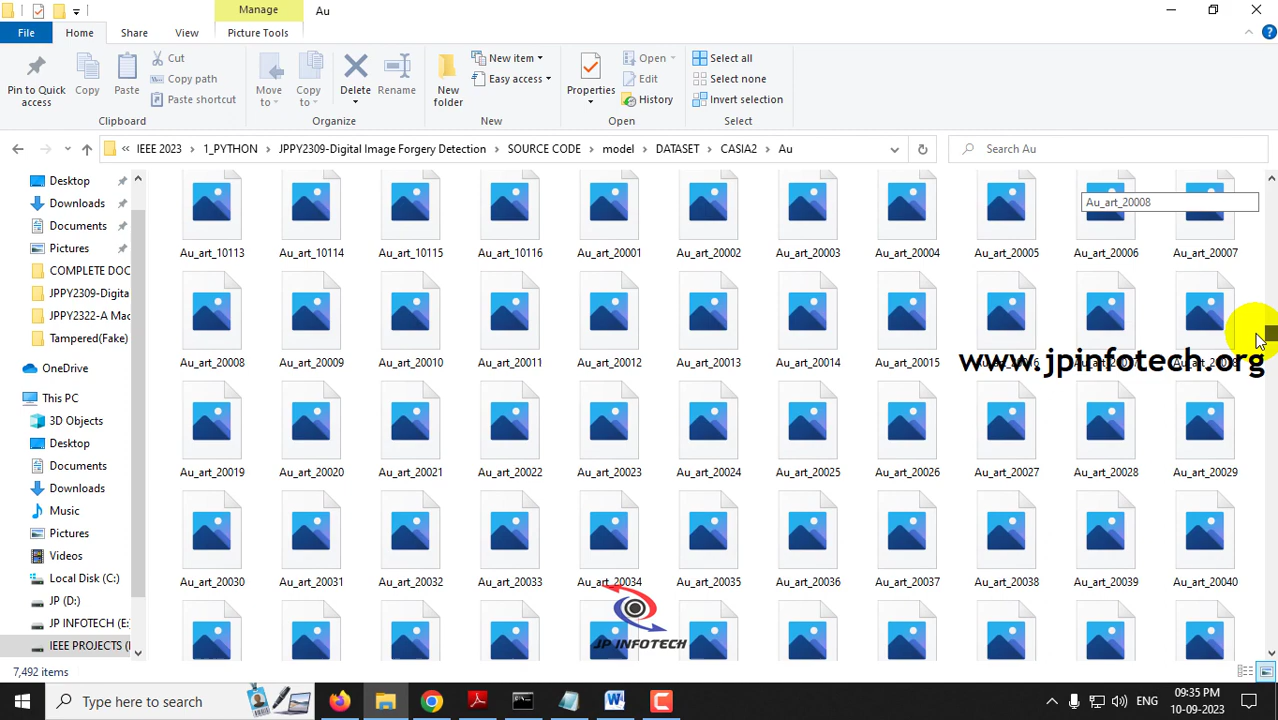 Manage
Au
File
Home
Share
View
Picture Tools
Pin to Quick access
Copy
Paste
Cut
Copy path
Paste shortcut
Clipboard
Move to
Copy to
Delete
Rename
Organize
New folder
New item
Easy access
New
Properties
Open
Edit
History
Open
Select all
Select none
Invert selection
Select
« IEEE 2023 > 1_PYTHON > JPPY2309-Digital Image Forgery Detection > SOURCE CODE > model > DATASET > CASIA2 > Au
Search Au
Desktop
Downloads
Documents
Pictures
COMPLETE DOC
JPPY2309-Digita
JPPY2322-A Mac
Tampered(Fake)
OneDrive
This PC
3D Objects
Desktop
Documents
Downloads
Music
Pictures
Videos
Local Disk (C:)
JP (D:)
JP INFOTECH (E:
IEEE PROJECTS (
Au_art_20008
Au_art_10113 Au_art_10114 Au_art_10115 Au_art_10116 Au_art_20001 Au_art_20002 Au_art_20003 Au_art_20004 Au_art_20005 Au_art_20006 Au_art_20007
Au_art_20008 Au_art_20009 Au_art_20010 Au_art_20011 Au_art_20012 Au_art_20013 Au_art_20014 Au_art_20015
www.jpinfotech.org
Au_art_20019 Au_art_20020 Au_art_20021 Au_art_20022 Au_art_20023 Au_art_20024 Au_art_20025 Au_art_20026 Au_art_20027 Au_art_20028 Au_art_20029
Au_art_20030 Au_art_20031 Au_art_20032 Au_art_20033 Au_art_20034 Au_art_20035 Au_art_20036 Au_art_20037 Au_art_20038 Au_art_20039 Au_art_20040
JP INFOTECH
7,492 items
Type here to search
ENG
09:35 PM
10-09-2023